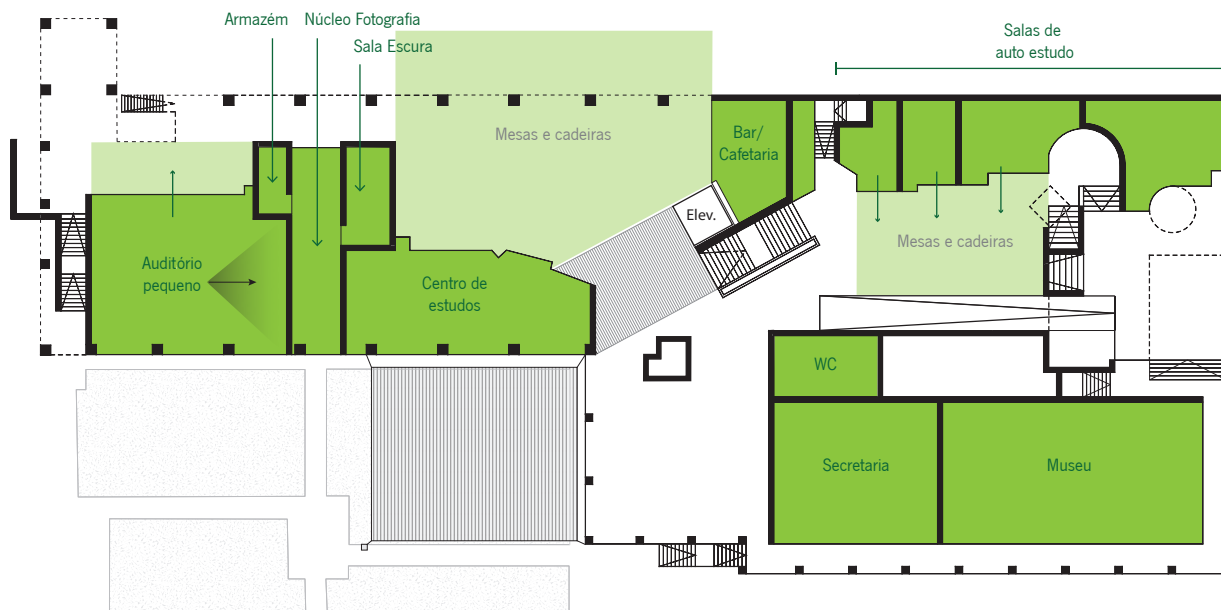 Armazém
Núcleo Fotografia
Sala Escura
Salas de
auto estudo
Mesas e cadeiras
Bar/
Cafetaria
Elev.
Mesas e cadeiras
Auditório
pequeno
Centro de
estudos
WC
Secretaria
Museu